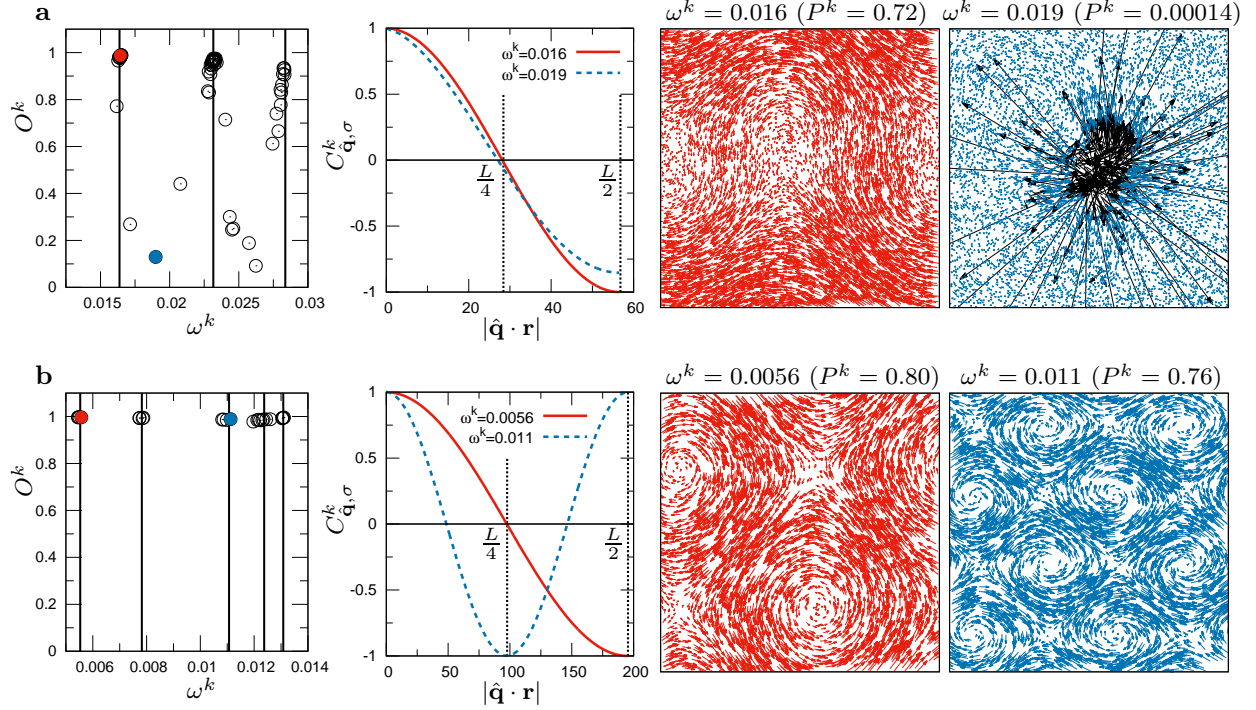 a
ω^k = 0.016 (P^k = 0.72)
ω^k = 0.019 (P^k = 0.00014)
O^k
1
0.8
0.6
0.4
0.2
0
0.015 0.02 0.025 0.03
ω^k
C^k_{q̂,σ}
1
0.5
0
-0.5
-1
ω^k=0.016
ω^k=0.019
L/4
L/2
0 20 40 60
|q̂ · r|
b
ω^k = 0.0056 (P^k = 0.80)
ω^k = 0.011 (P^k = 0.76)
O^k
1
0.8
0.6
0.4
0.2
0
0.006 0.008 0.01 0.012 0.014
ω^k
C^k_{q̂,σ}
1
0.5
0
-0.5
-1
ω^k=0.0056
ω^k=0.011
L/4
L/2
0 50 100 150 200
|q̂ · r|